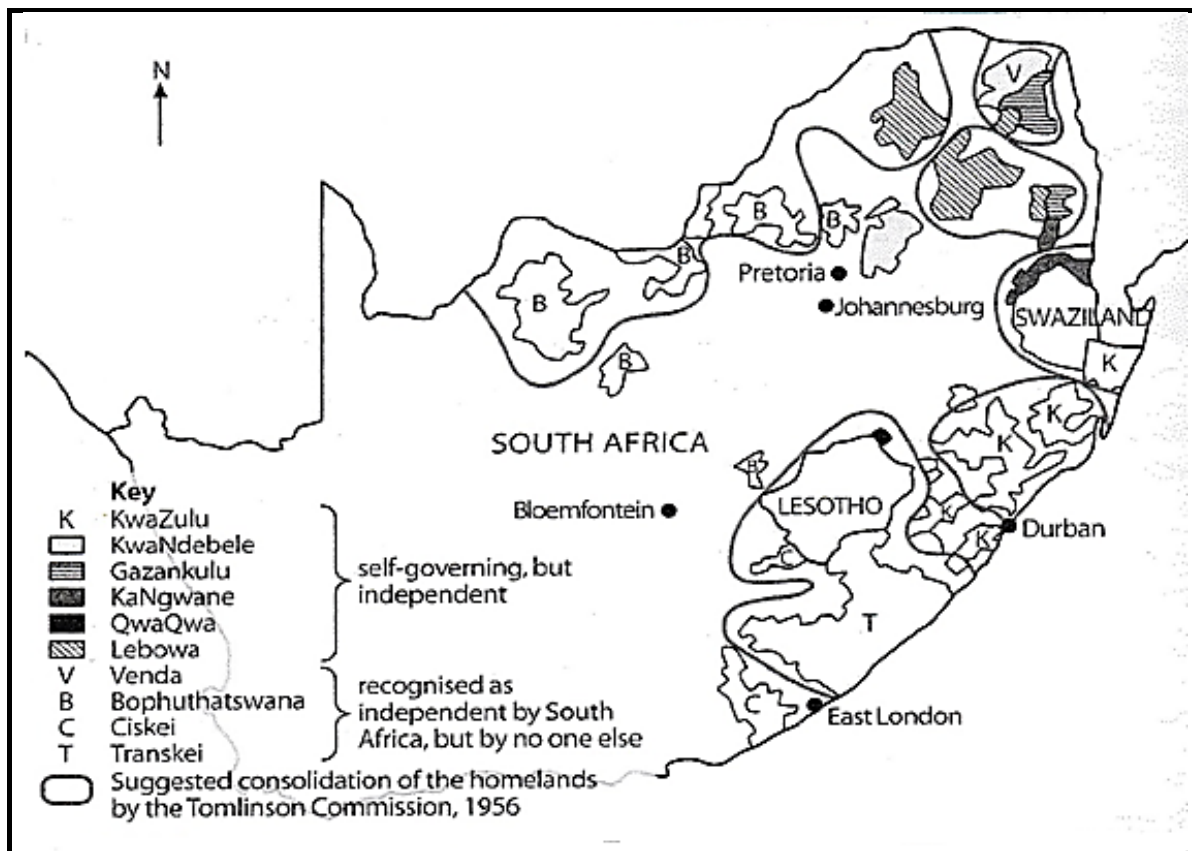 N
V
B
B
B
B
Pretoria
Johannesburg
SWAZILAND
K
B
K
K
SOUTH AFRICA
B
LESOTHO
Bloemfontein
K
Durban
K
C
T
C
East London
Key
K KwaZulu
KwaNdebele
Gazankulu
KaNgwane
QwaQwa
Lebowa
self-governing, but
independent
V Venda
B Bophuthatswana
C Ciskei
T Transkei
recognised as
independent by South
Africa, but by no one else
Suggested consolidation of the homelands
by the Tomlinson Commission, 1956